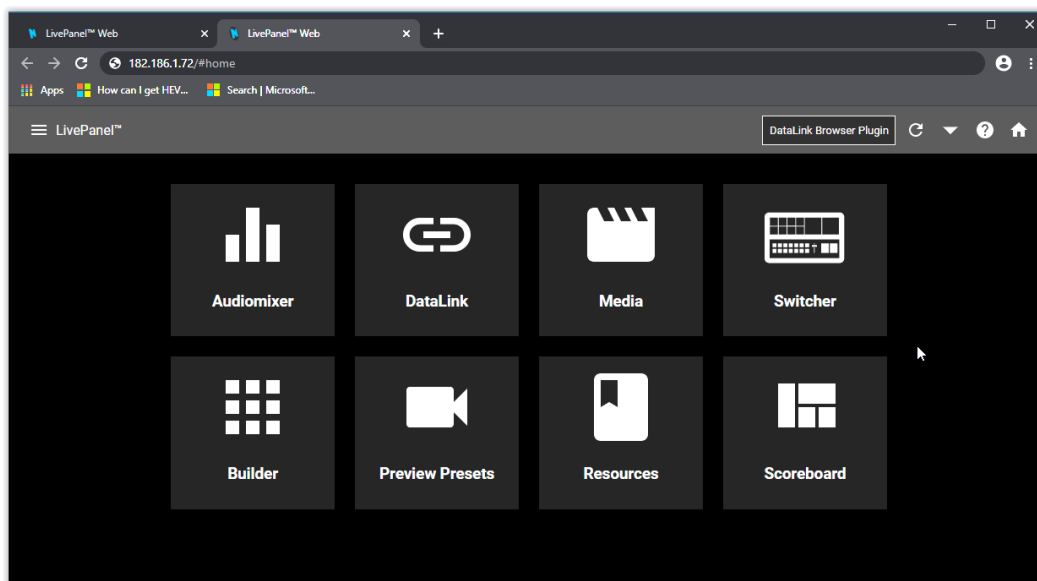 LivePanel™ Web
LivePanel™ Web
182.186.1.72/#home
Apps
How can I get HEV...
Search | Microsoft...
LivePanel™
DataLink Browser Plugin
Audiomixer
DataLink
Media
Switcher
Builder
Preview Presets
Resources
Scoreboard